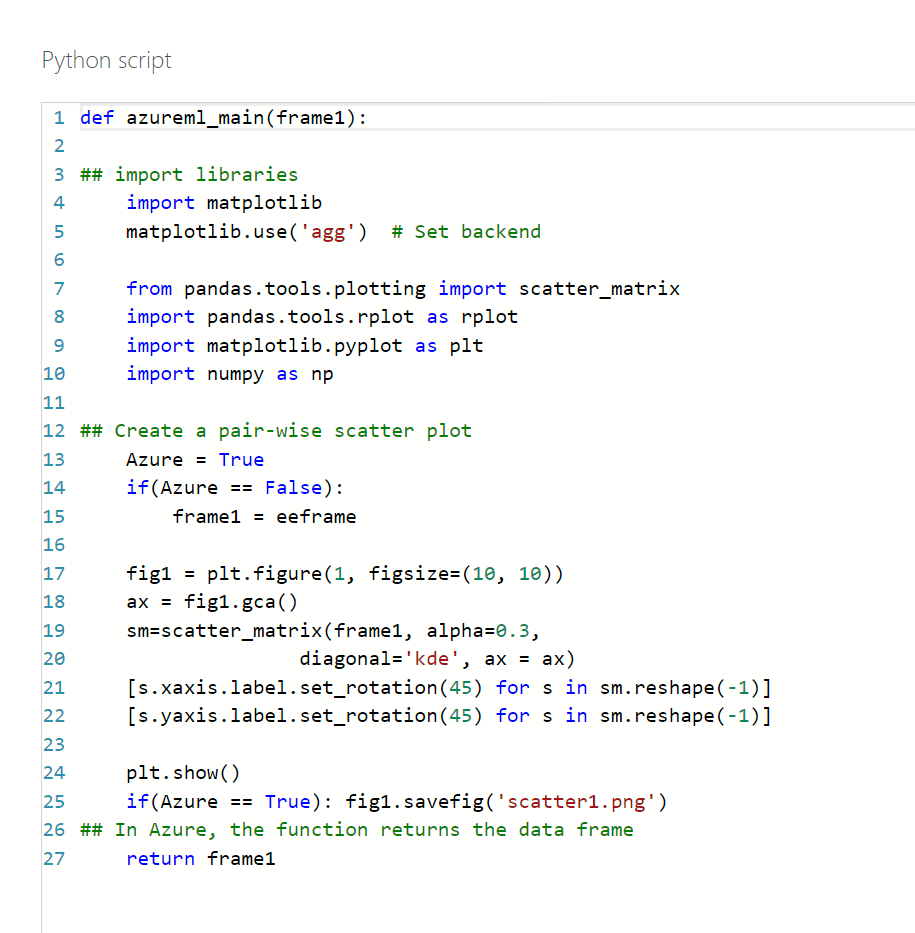 Python script
1 def azureml_main(frame1):
2
3 ## import libraries
4     import matplotlib
5     matplotlib.use('agg')  # Set backend
6
7     from pandas.tools.plotting import scatter_matrix
8     import pandas.tools.rplot as rplot
9     import matplotlib.pyplot as plt
10     import numpy as np
11
12 ## Create a pair-wise scatter plot
13     Azure = True
14     if(Azure == False):
15         frame1 = eeframe
16
17     fig1 = plt.figure(1, figsize=(10, 10))
18     ax = fig1.gca()
19     sm=scatter_matrix(frame1, alpha=0.3,
20                    diagonal='kde', ax = ax)
21     [s.xaxis.label.set_rotation(45) for s in sm.reshape(-1)]
22     [s.yaxis.label.set_rotation(45) for s in sm.reshape(-1)]
23
24     plt.show()
25     if(Azure == True): fig1.savefig('scatter1.png')
26 ## In Azure, the function returns the data frame
27     return frame1